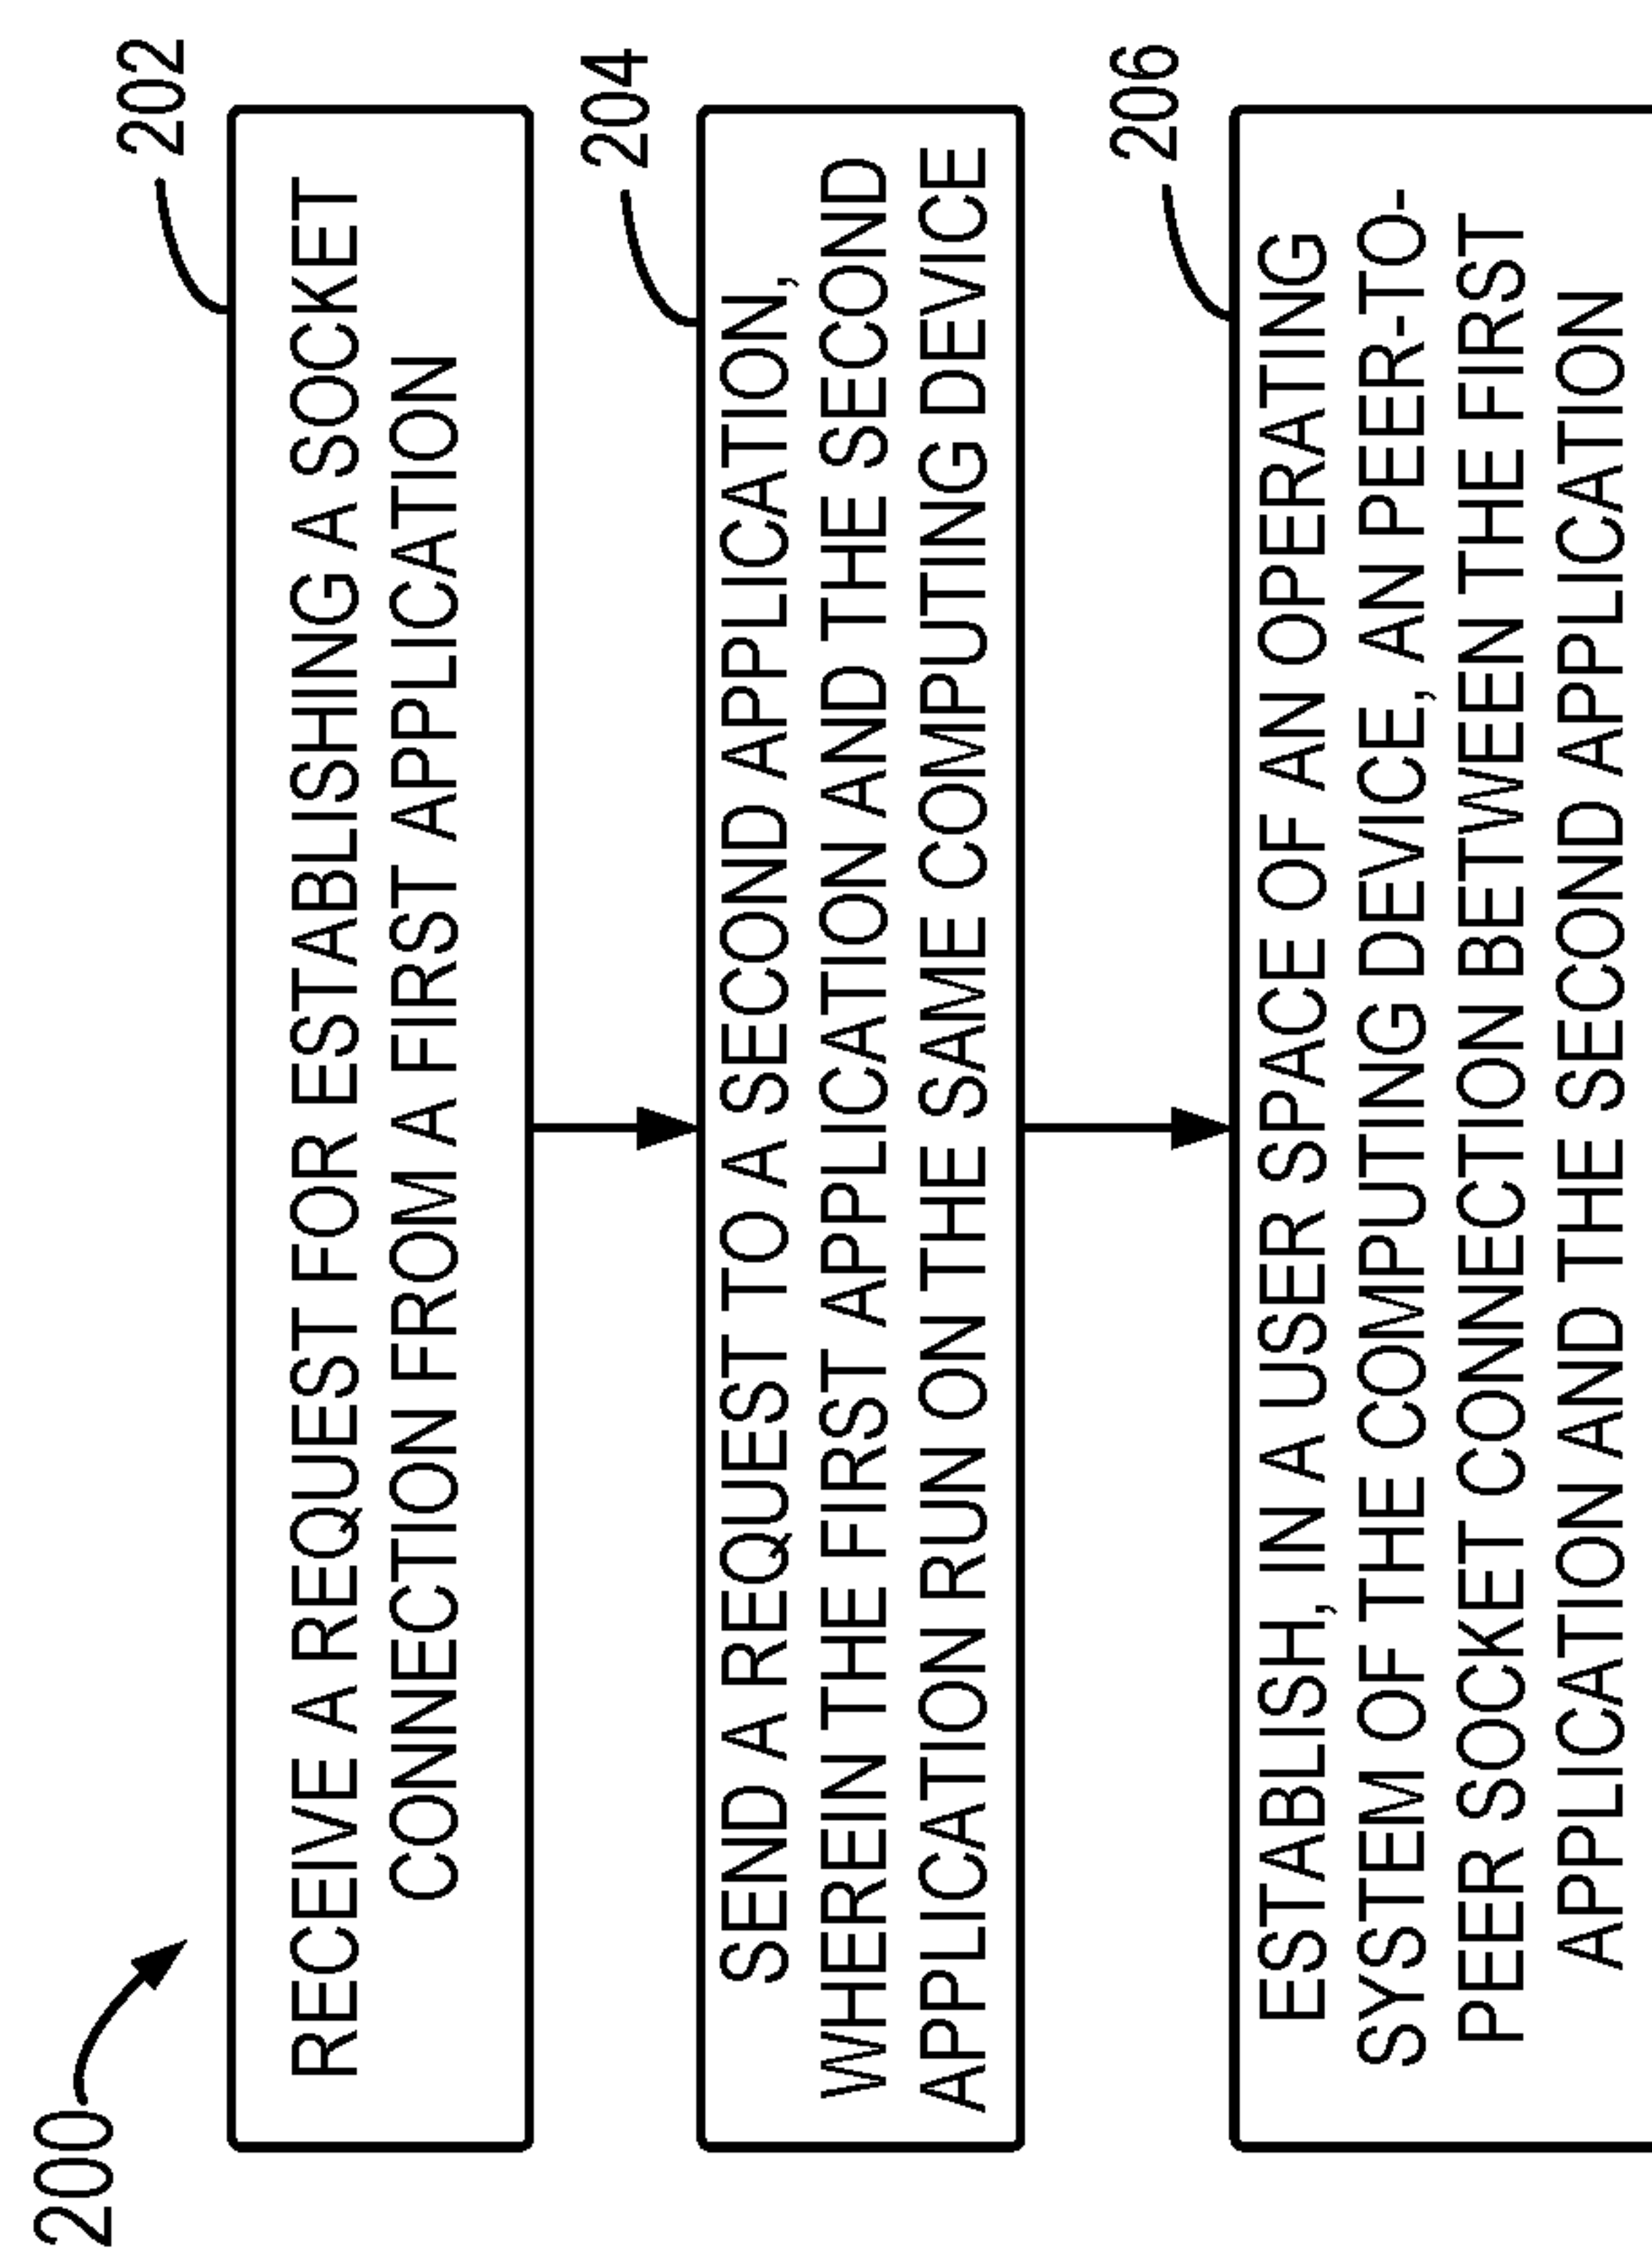 200
202
RECEIVE A REQUEST FOR ESTABLISHING A SOCKET
CONNECTION FROM A FIRST APPLICATION
204
SEND A REQUEST TO A SECOND APPLICATION,
WHEREIN THE FIRST APPLICATION AND THE SECOND
APPLICATION RUN ON THE SAME COMPUTING DEVICE
206
ESTABLISH, IN A USER SPACE OF AN OPERATING
SYSTEM OF THE COMPUTING DEVICE, AN PEER-TO-
PEER SOCKET CONNECTION BETWEEN THE FIRST
APPLICATION AND THE SECOND APPLICATION